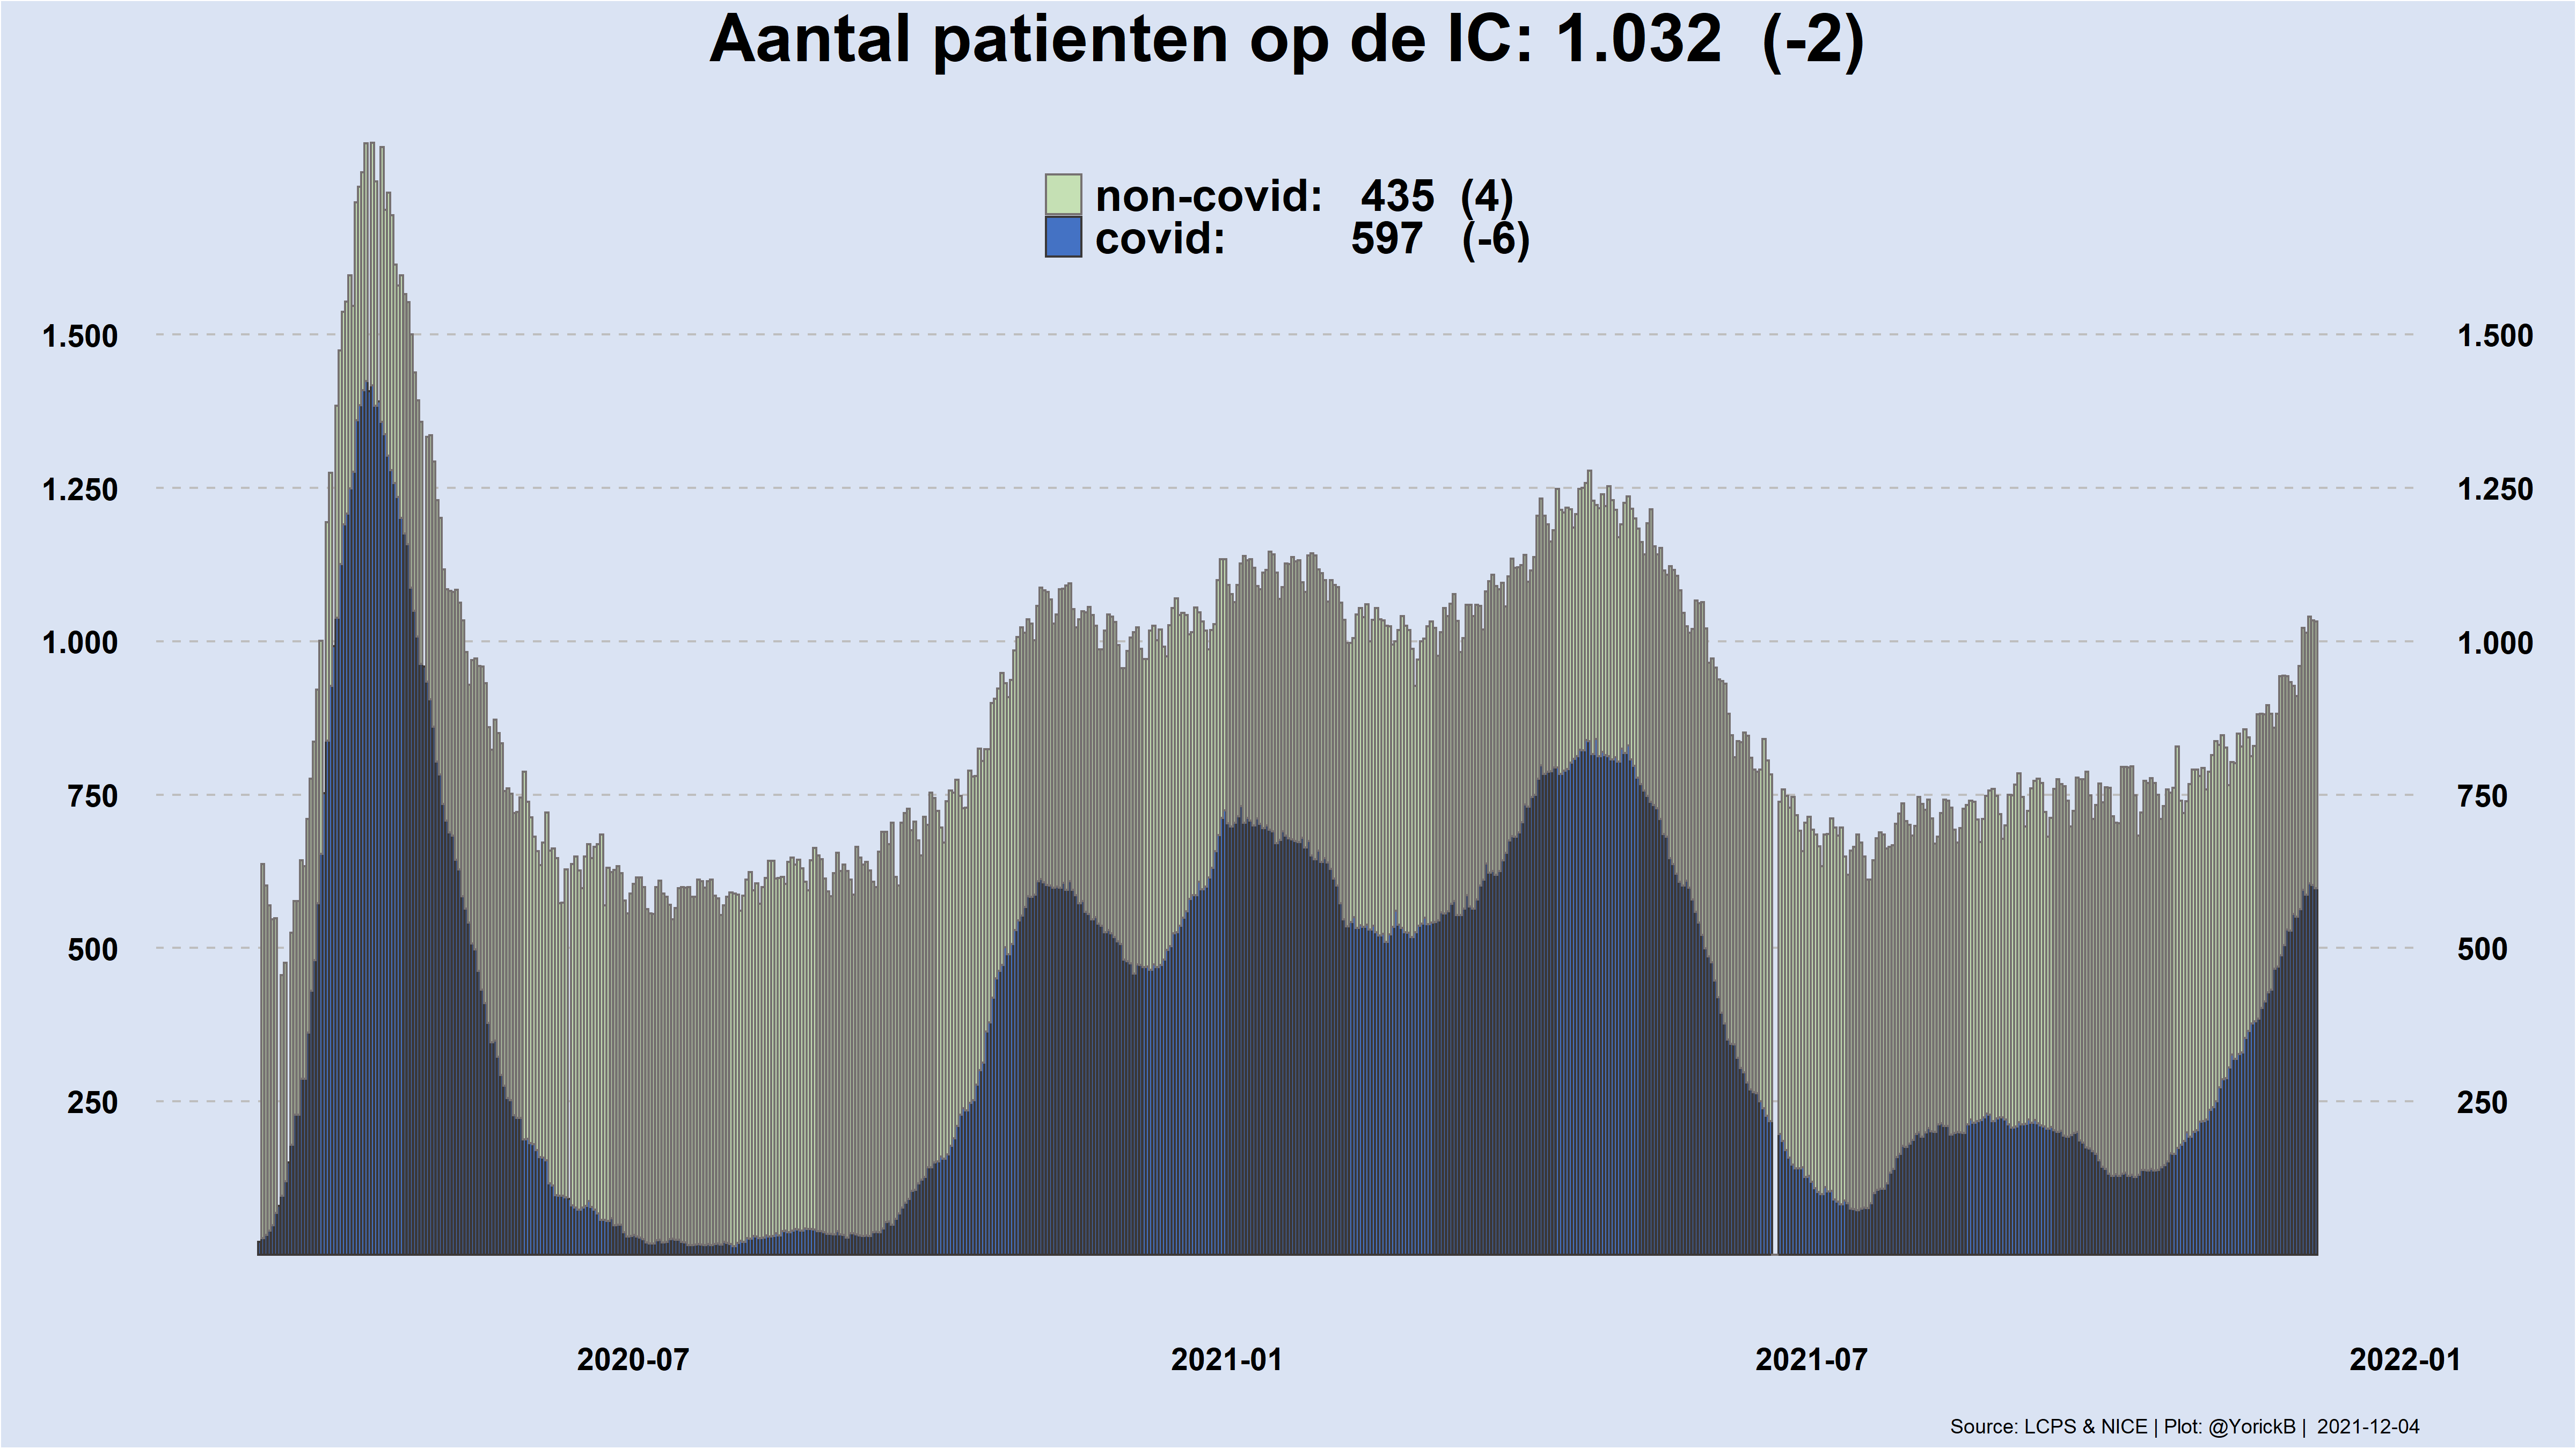 Aantal patienten op de IC: 1.032 (-2)
non-covid: 435 (4)
covid: 597 (-6)
1.500 1.500
1.250 1.250
1.000 1.000
750 750
500 500
250 250
2020-07 2021-01 2021-07 2022-01
Source: LCPS & NICE | Plot: @YorickB | 2021-12-04